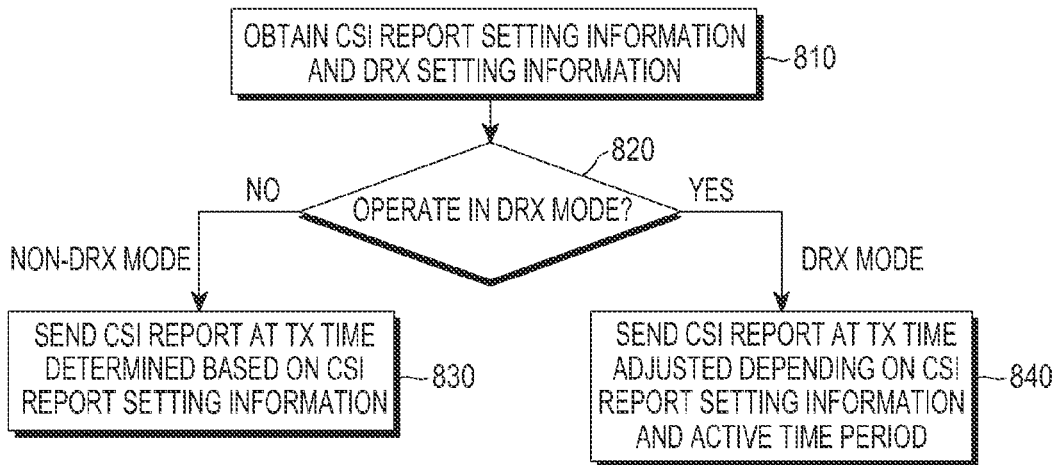 OBTAIN CSI REPORT SETTING INFORMATION
AND DRX SETTING INFORMATION
810
820
NO
OPERATE IN DRX MODE?
YES
NON-DRX MODE
DRX MODE
SEND CSI REPORT AT TX TIME
DETERMINED BASED ON CSI
REPORT SETTING INFORMATION
830
SEND CSI REPORT AT TX TIME
ADJUSTED DEPENDING ON CSI
REPORT SETTING INFORMATION
AND ACTIVE TIME PERIOD
840